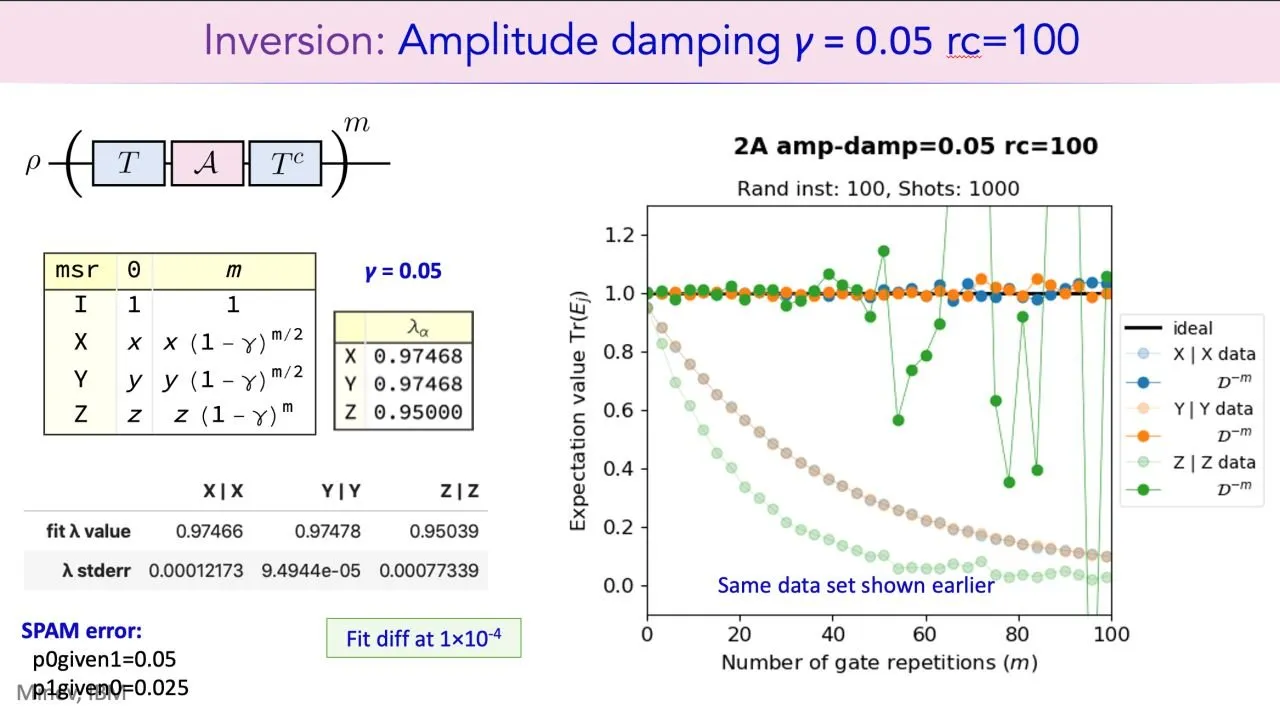 Inversion: Amplitude damping γ = 0.05 rc=100
ρ ( T 𝒜 Tᶜ )ᵐ
msr 0 m
I 1 1
X x x (1 - γ)^m/2
Y y y (1 - γ)^m/2
Z z z (1 - γ)^m
γ = 0.05
λα
X 0.97468
Y 0.97468
Z 0.95000
X | X Y | Y Z | Z
fit λ value 0.97466 0.97478 0.95039
λ stderr 0.00012173 9.4944e-05 0.00077339
SPAM error:
p0given1=0.05
p1given0=0.025
Minev, IBM
Fit diff at 1×10⁻⁴
2A amp-damp=0.05 rc=100
Rand inst: 100, Shots: 1000
Expectation value Tr(Eⱼ)
1.2
1.0
0.8
0.6
0.4
0.2
0.0
Same data set shown earlier
0 20 40 60 80 100
Number of gate repetitions (m)
ideal
X | X data
𝒟⁻ᵐ
Y | Y data
𝒟⁻ᵐ
Z | Z data
𝒟⁻ᵐ